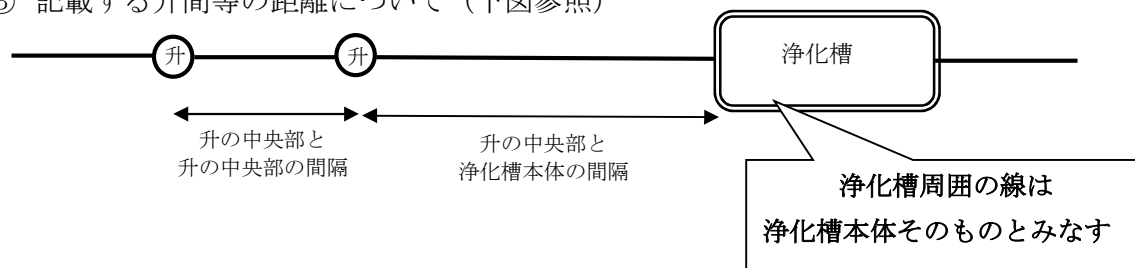 記載する升間等の距離について（下図参照）
升
升
浄化槽
升の中央部と
升の中央部の間隔
升の中央部と
浄化槽本体の間隔
浄化槽周囲の線は
浄化槽本体そのものとみなす